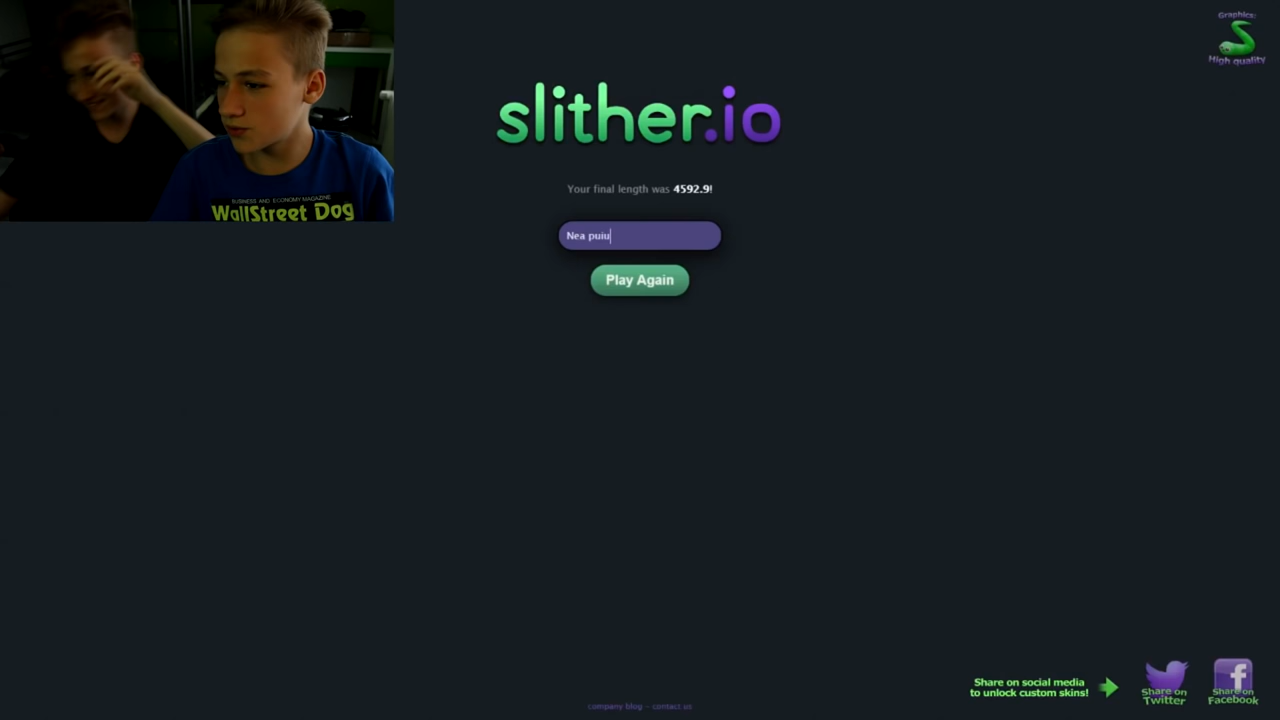 BUSINESS AND ECONOMY MAGAZINE
WallStreet Dog
Graphics:
High quality
slither.io
Your final length was 4592.9!
Nea puiu
Play Again
Share on social media
to unlock custom skins!
Share on
Twitter
Share on
Facebook
company blog - contact us